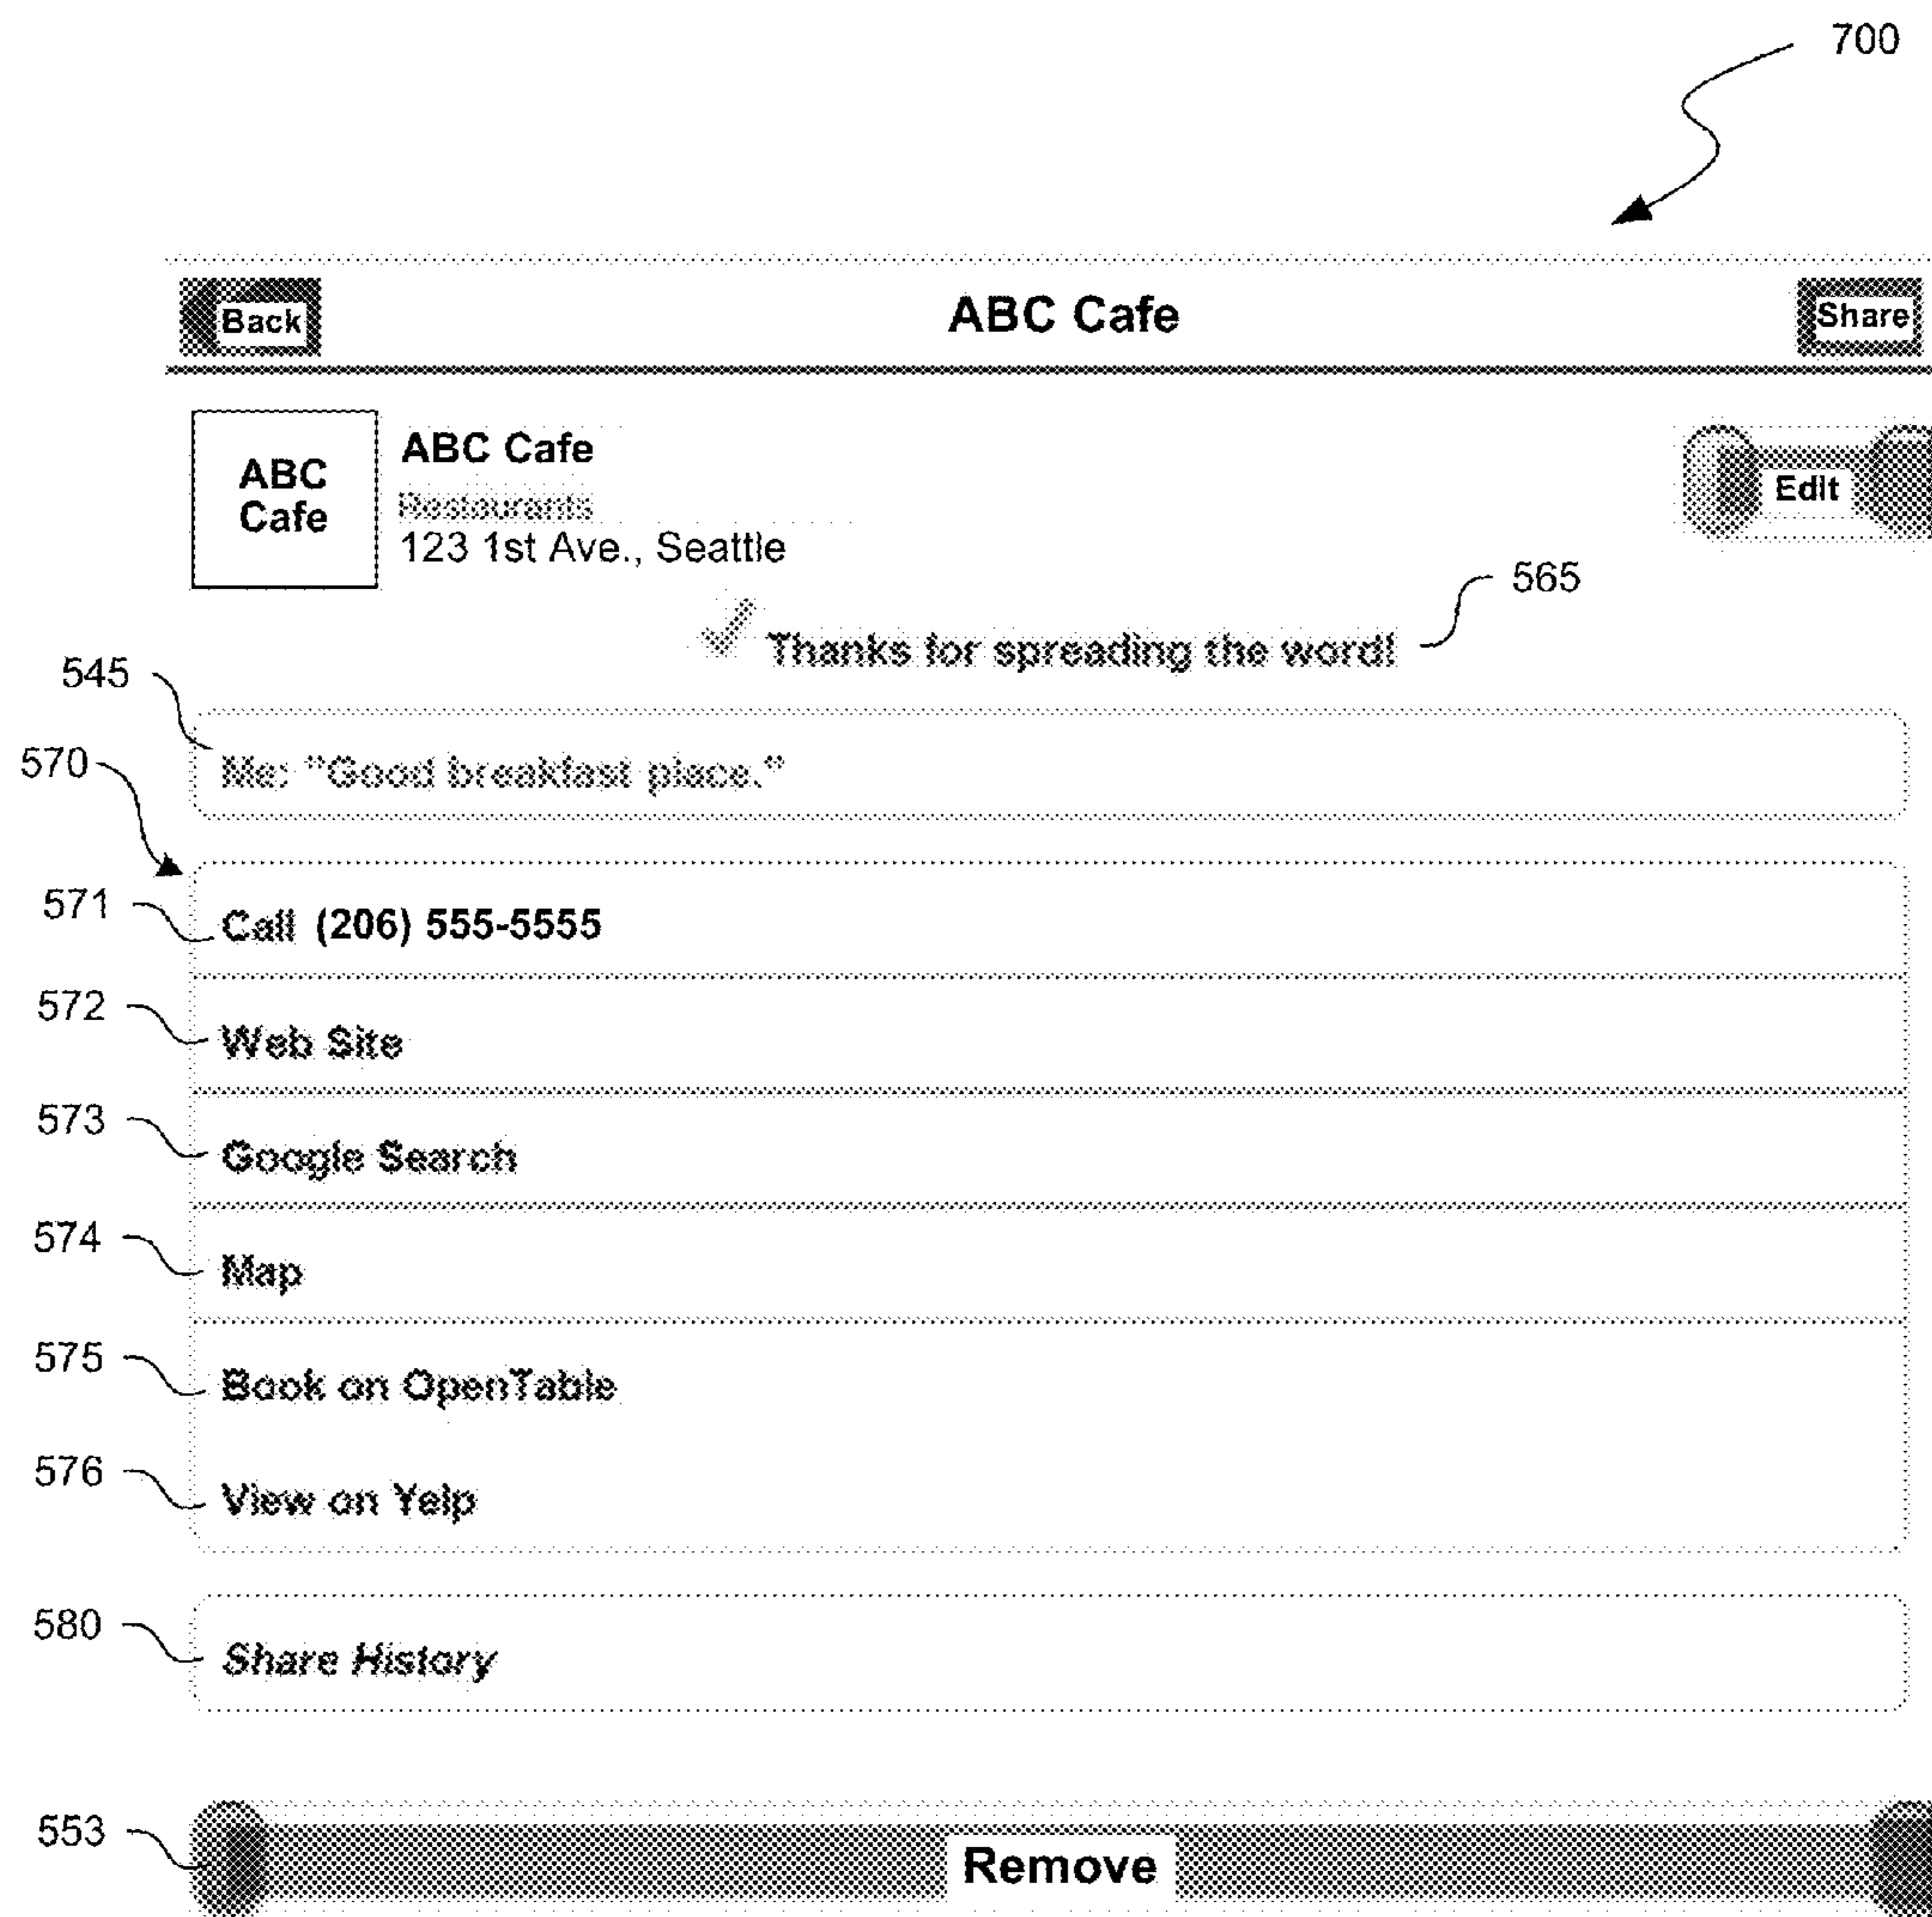 700
Back
ABC Cafe
Share
ABC
Cafe
ABC Cafe
Restaurants
123 1st Ave., Seattle
Edit
565
Thanks for spreading the word!
545
Me: "Good breakfast place."
570
571
Call (206) 555-5555
572
Web Site
573
Google Search
574
Map
575
Book on OpenTable
576
View on Yelp
580
Share History
553
Remove